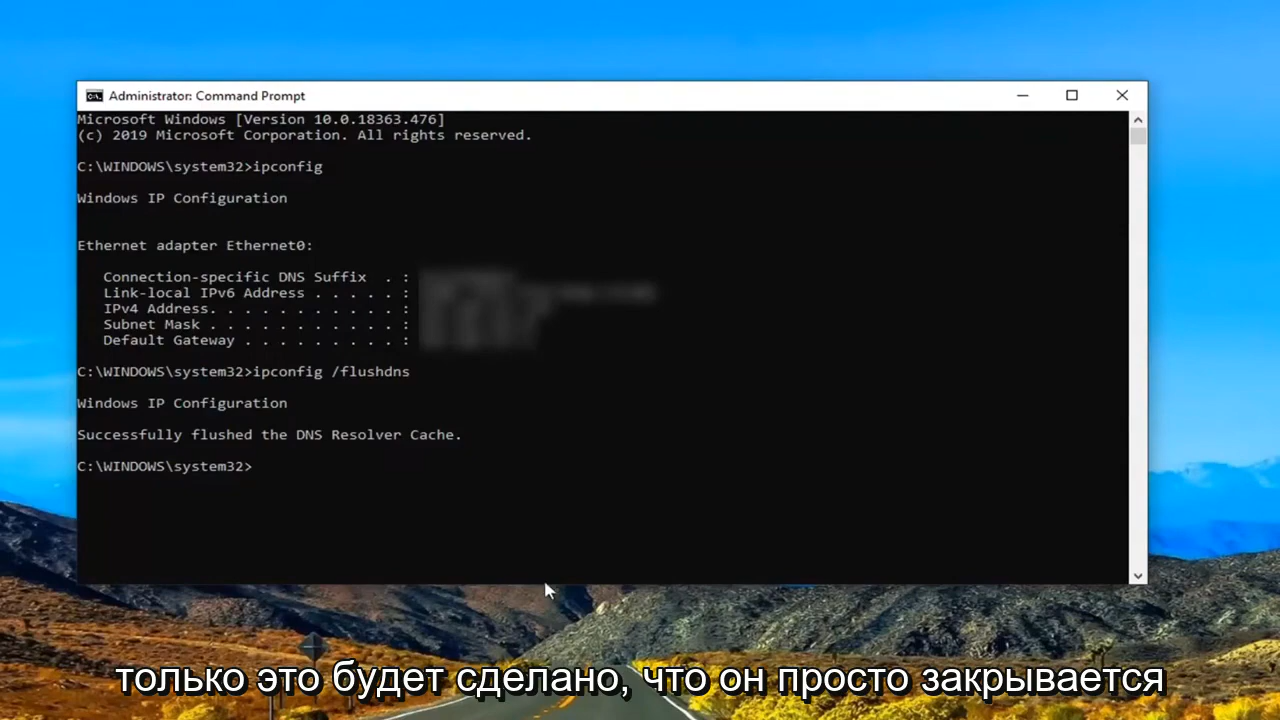 Administrator: Command Prompt
Microsoft Windows [Version 10.0.18363.476]
(c) 2019 Microsoft Corporation. All rights reserved.
C:\WINDOWS\system32>ipconfig
Windows IP Configuration
Ethernet adapter Ethernet0:
Connection-specific DNS Suffix . :
Link-local IPv6 Address . . . . . :
IPv4 Address. . . . . . . . . . . :
Subnet Mask . . . . . . . . . . . :
Default Gateway . . . . . . . . . :
C:\WINDOWS\system32>ipconfig /flushdns
Windows IP Configuration
Successfully flushed the DNS Resolver Cache.
C:\WINDOWS\system32>
только это будет сделано, что он просто закрывается